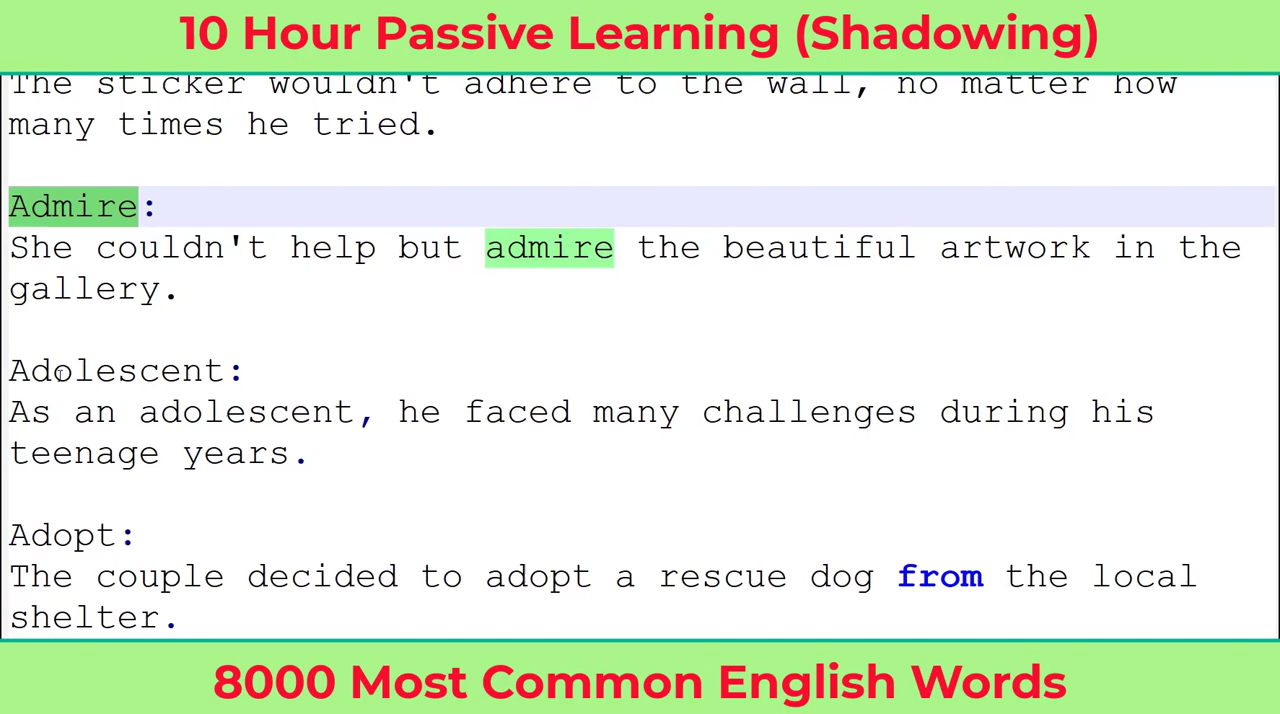 10 Hour Passive Learning (Shadowing)
The sticker wouldn't adhere to the wall, no matter how
many times he tried.
Admire:
She couldn't help but admire the beautiful artwork in the
gallery.
Adolescent:
As an adolescent, he faced many challenges during his
teenage years.
Adopt:
The couple decided to adopt a rescue dog from the local
shelter.
8000 Most Common English Words